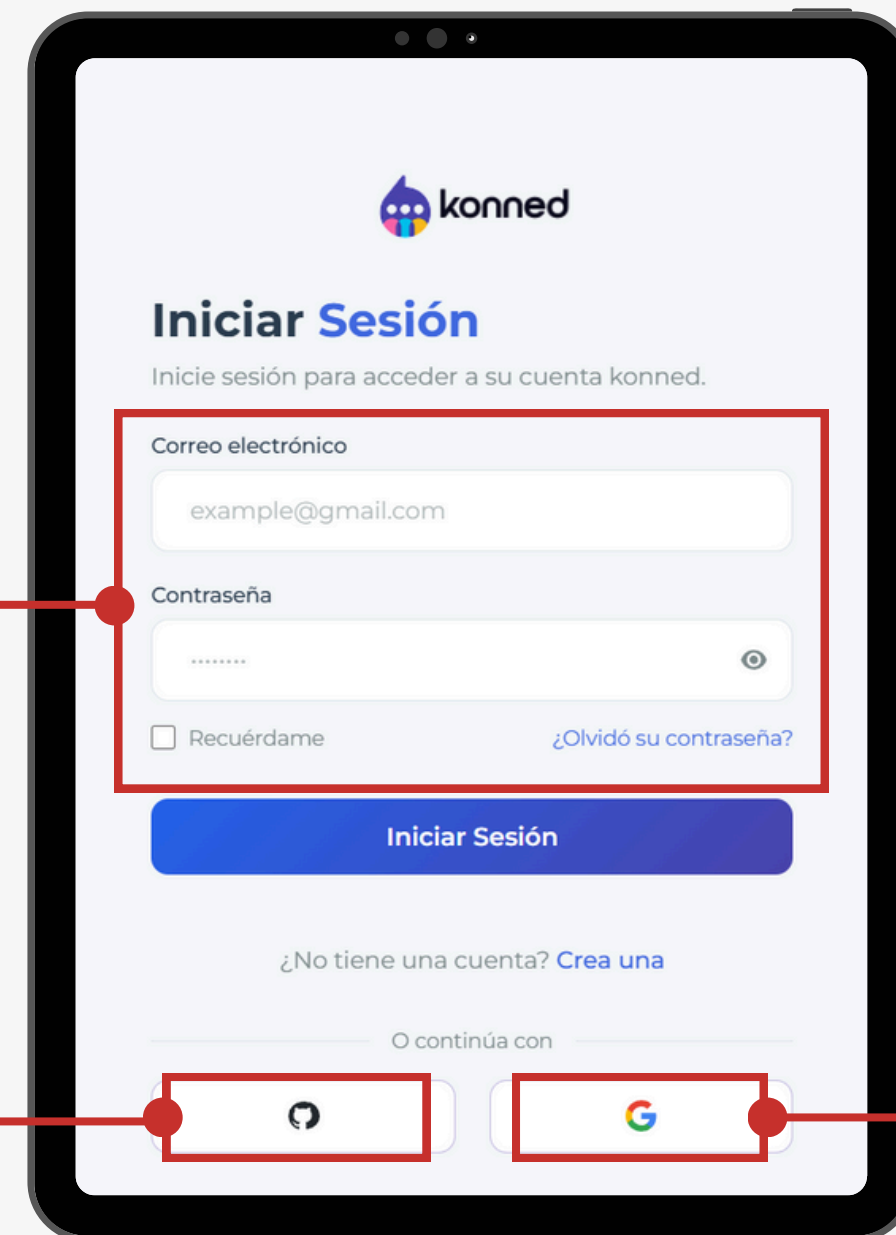 konned
Iniciar Sesión
Inicie sesión para acceder a su cuenta konned.
Correo electrónico
example@gmail.com
Contraseña
........
Recuérdame ¿Olvidó su contraseña?
Iniciar Sesión
¿No tiene una cuenta? Crea una
O continúa con